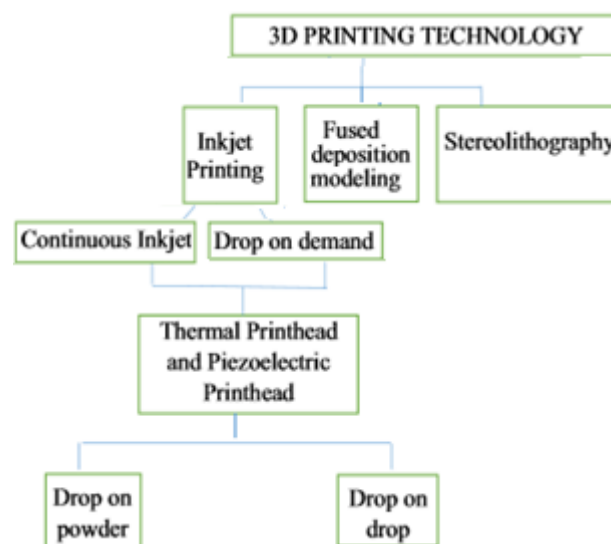 3D PRINTING TECHNOLOGY
Inkjet
Printing
Fused
deposition
modeling
Stereolithography
Continuous Inkjet
Drop on demand
Thermal Printhead
and Piezoelectric
Printhead
Drop on
powder
Drop on
drop